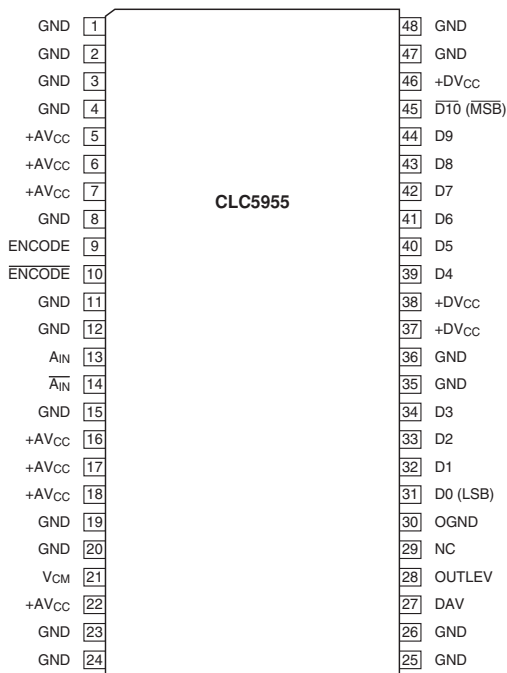 GND 1 48 GND
GND 2 47 GND
GND 3 46 +DVCC
GND 4 45 D̅1̅0̅ (M̅S̅B̅)
+AVCC 5 44 D9
+AVCC 6 43 D8
+AVCC 7 42 D7
CLC5955
GND 8 41 D6
ENCODE 9 40 D5
E̅N̅C̅O̅D̅E̅ 10 39 D4
GND 11 38 +DVCC
GND 12 37 +DVCC
AIN 13 36 GND
A̅I̅N̅ 14 35 GND
GND 15 34 D3
+AVCC 16 33 D2
+AVCC 17 32 D1
+AVCC 18 31 D0 (LSB)
GND 19 30 OGND
GND 20 29 NC
VCM 21 28 OUTLEV
+AVCC 22 27 DAV
GND 23 26 GND
GND 24 25 GND